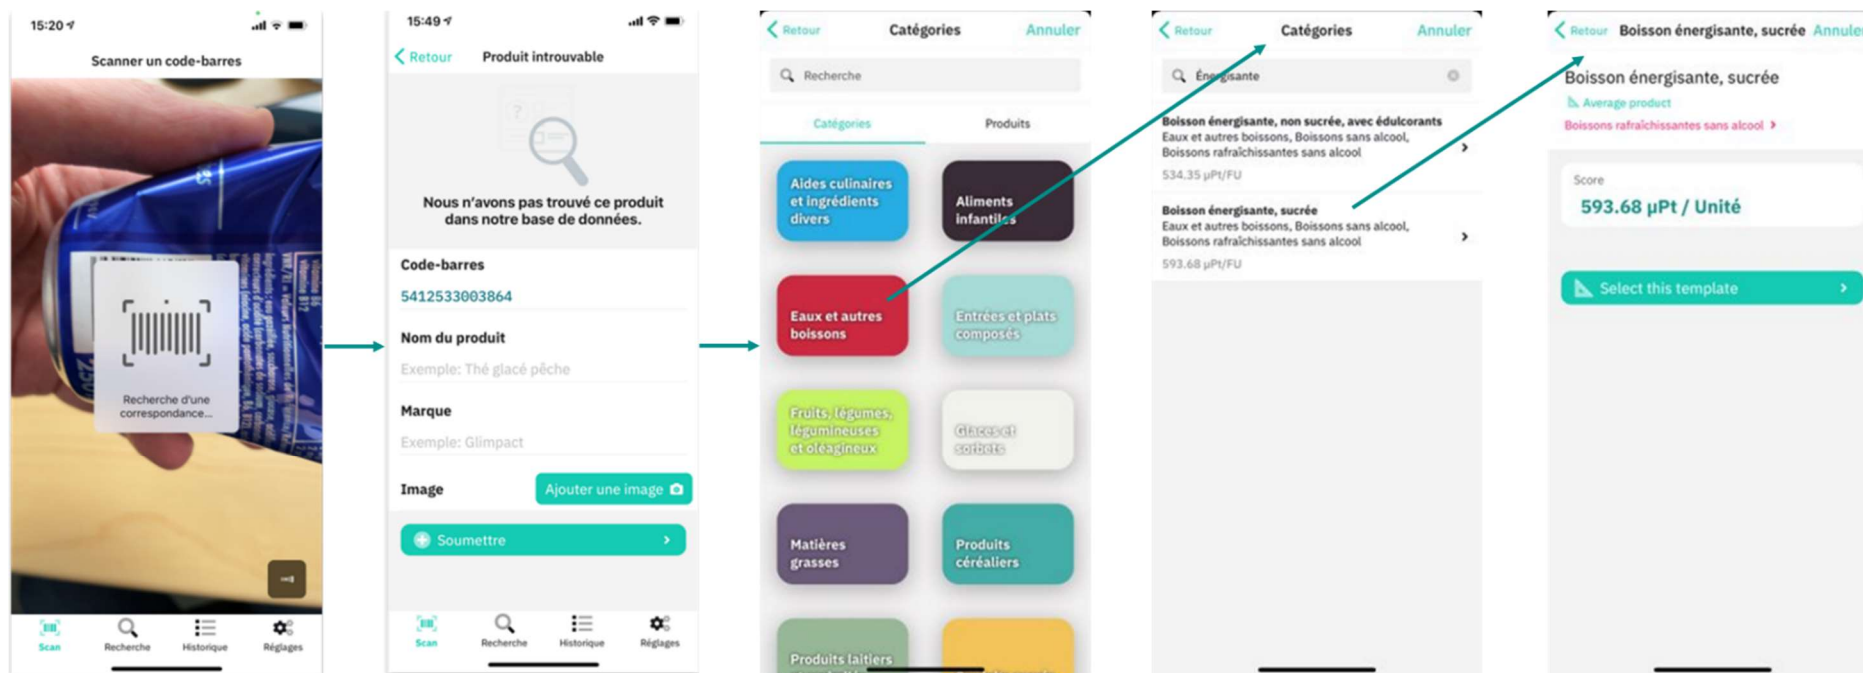 15:20
Scanner un code-barres
250
vitamine B6
vitamine B12
Recherche d'une
correspondance...
Scan
Recherche
Historique
Réglages
15:49
Retour
Produit introuvable
?
Nous n'avons pas trouvé ce produit
dans notre base de données.
Code-barres
5412533003864
Nom du produit
Exemple: Thé glacé pêche
Marque
Exemple: Glimpact
Image
Ajouter une image
Soumettre
Scan
Recherche
Historique
Réglages
Retour
Catégories
Annuler
Recherche
Catégories
Produits
Aides culinaires
et ingrédients
divers
Aliments
infantiles
Eaux et autres
boissons
Entrées et plats
composés
Fruits, légumes,
légumineuses
et oléagineux
Glaces et
sorbets
Matières
grasses
Produits
céréaliers
Produits laitiers
Retour
Catégories
Annuler
Énergisante
Boisson énergisante, non sucrée, avec édulcorants
Eaux et autres boissons, Boissons sans alcool,
Boissons rafraîchissantes sans alcool
534.35 µPt/FU
Boisson énergisante, sucrée
Eaux et autres boissons, Boissons sans alcool,
Boissons rafraîchissantes sans alcool
593.68 µPt/FU
Retour
Boisson énergisante, sucrée
Annuler
Boisson énergisante, sucrée
Average product
Boissons rafraîchissantes sans alcool
Score
593.68 µPt / Unité
Select this template